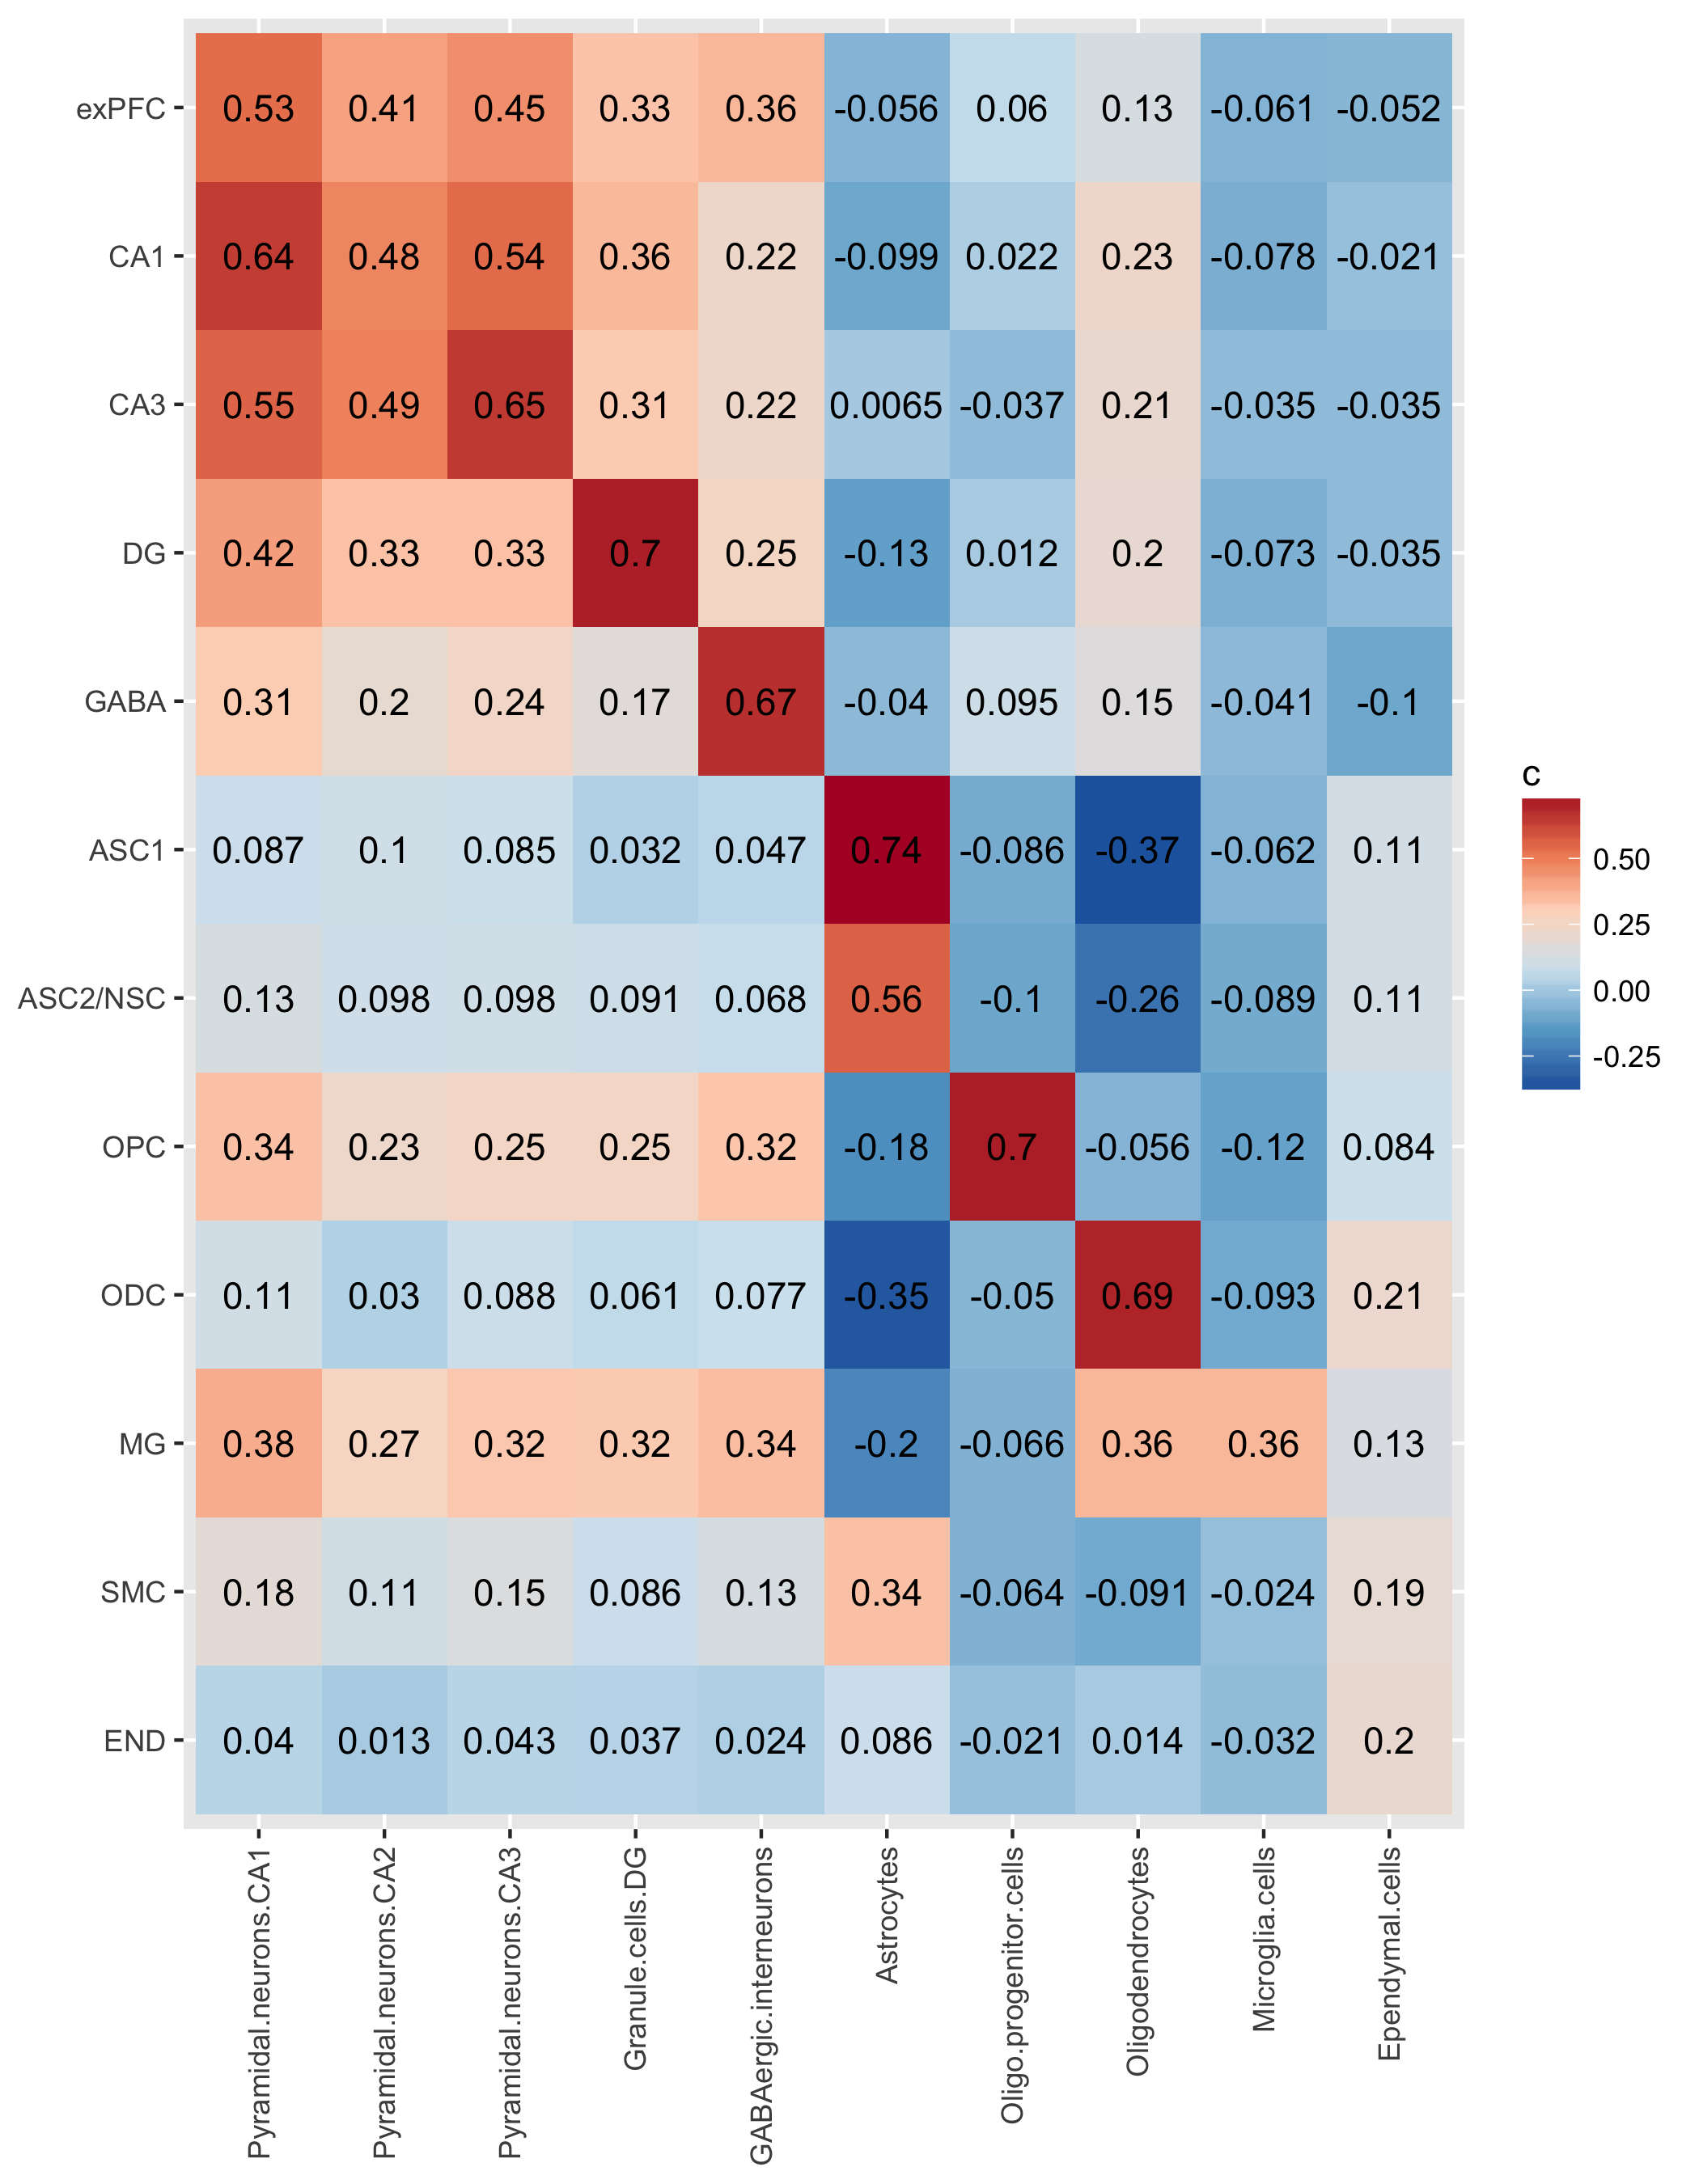 exPFC 0.53 0.41 0.45 0.33 0.36 -0.056 0.06 0.13 -0.061 -0.052
CA1 0.64 0.48 0.54 0.36 0.22 -0.099 0.022 0.23 -0.078 -0.021
CA3 0.55 0.49 0.65 0.31 0.22 0.0065 -0.037 0.21 -0.035 -0.035
DG 0.42 0.33 0.33 0.7 0.25 -0.13 0.012 0.2 -0.073 -0.035
GABA 0.31 0.2 0.24 0.17 0.67 -0.04 0.095 0.15 -0.041 -0.1
ASC1 0.087 0.1 0.085 0.032 0.047 0.74 -0.086 -0.37 -0.062 0.11
ASC2/NSC 0.13 0.098 0.098 0.091 0.068 0.56 -0.1 -0.26 -0.089 0.11
OPC 0.34 0.23 0.25 0.25 0.32 -0.18 0.7 -0.056 -0.12 0.084
ODC 0.11 0.03 0.088 0.061 0.077 -0.35 -0.05 0.69 -0.093 0.21
MG 0.38 0.27 0.32 0.32 0.34 -0.2 -0.066 0.36 0.36 0.13
SMC 0.18 0.11 0.15 0.086 0.13 0.34 -0.064 -0.091 -0.024 0.19
END 0.04 0.013 0.043 0.037 0.024 0.086 -0.021 0.014 -0.032 0.2
Pyramidal.neurons.CA1
Pyramidal.neurons.CA2
Pyramidal.neurons.CA3
Granule.cells.DG
GABAergic.interneurons
Astrocytes
Oligo.progenitor.cells
Oligodendrocytes
Microglia.cells
Ependymal.cells
c
0.50
0.25
0.00
-0.25